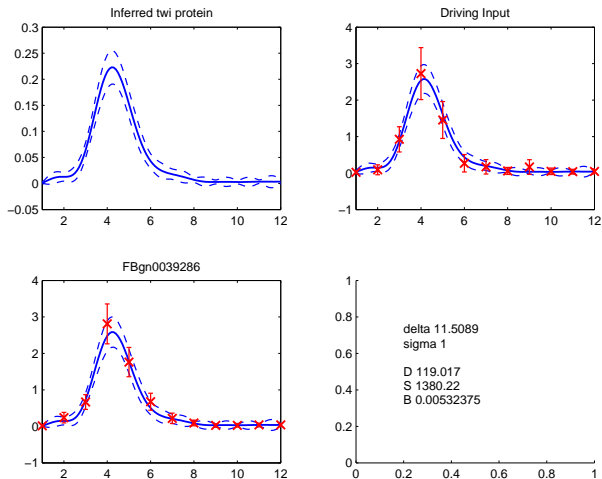 Inferred twi protein
0.3
0.25
0.2
0.15
0.1
0.05
0
−0.05
2 4 6 8 10 12
Driving Input
4
3
2
1
0
−1
2 4 6 8 10 12
FBgn0039286
4
3
2
1
0
−1
2 4 6 8 10 12
1
0.8
0.6
0.4
0.2
0
0 0.2 0.4 0.6 0.8 1
delta 11.5089
sigma 1
D 119.017
S 1380.22
B 0.00532375